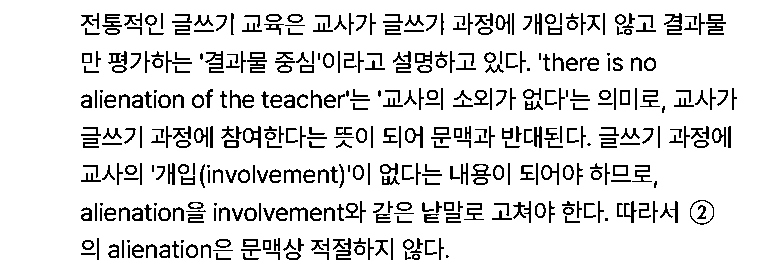 전통적인 글쓰기 교육은 교사가 글쓰기 과정에 개입하지 않고 결과물
만 평가하는 '결과물 중심'이라고 설명하고 있다. 'there is no
alienation of the teacher'는 '교사의 소외가 없다'는 의미로, 교사가
글쓰기 과정에 참여한다는 뜻이 되어 문맥과 반대된다. 글쓰기 과정에
교사의 '개입(involvement)'이 없다는 내용이 되어야 하므로,
alienation을 involvement와 같은 낱말로 고쳐야 한다. 따라서 ②
의 alienation은 문맥상 적절하지 않다.